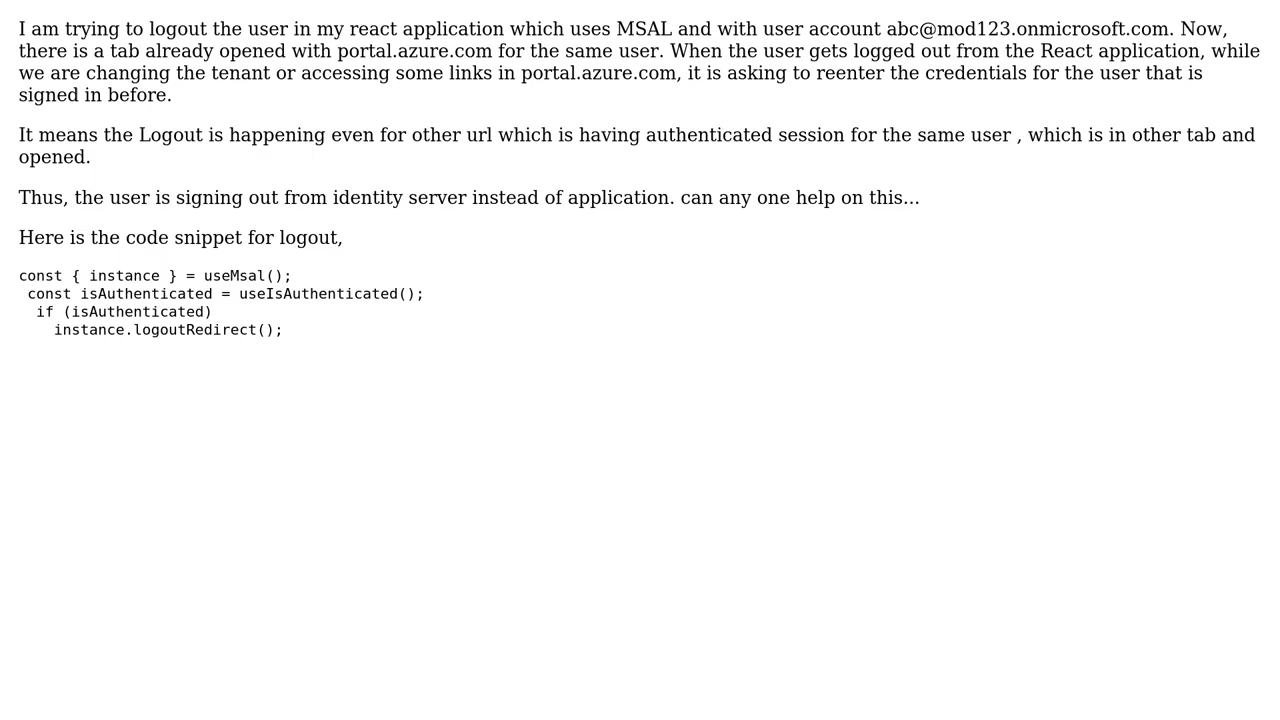 I am trying to logout the user in my react application which uses MSAL and with user account abc@mod123.onmicrosoft.com. Now,
there is a tab already opened with portal.azure.com for the same user. When the user gets logged out from the React application, while
we are changing the tenant or accessing some links in portal.azure.com, it is asking to reenter the credentials for the user that is
signed in before.
It means the Logout is happening even for other url which is having authenticated session for the same user , which is in other tab and
opened.
Thus, the user is signing out from identity server instead of application. can any one help on this...
Here is the code snippet for logout,
const { instance } = useMsal();
 const isAuthenticated = useIsAuthenticated();
  if (isAuthenticated)
    instance.logoutRedirect();